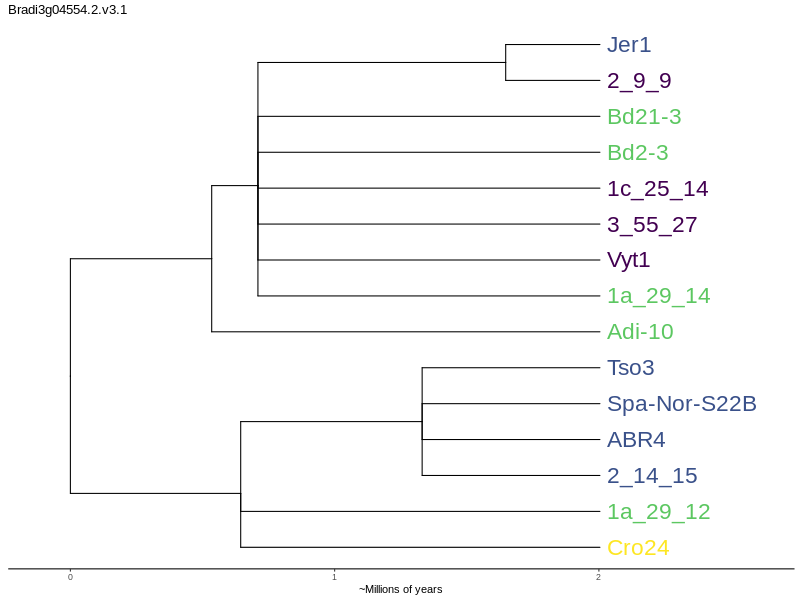 Bradi3g04554.2.v3.1
Jer1
2_9_9
Bd21-3
Bd2-3
1c_25_14
3_55_27
Vyt1
1a_29_14
Adi-10
Tso3
Spa-Nor-S22B
ABR4
2_14_15
1a_29_12
Cro24
0 1 2
~Millions of years